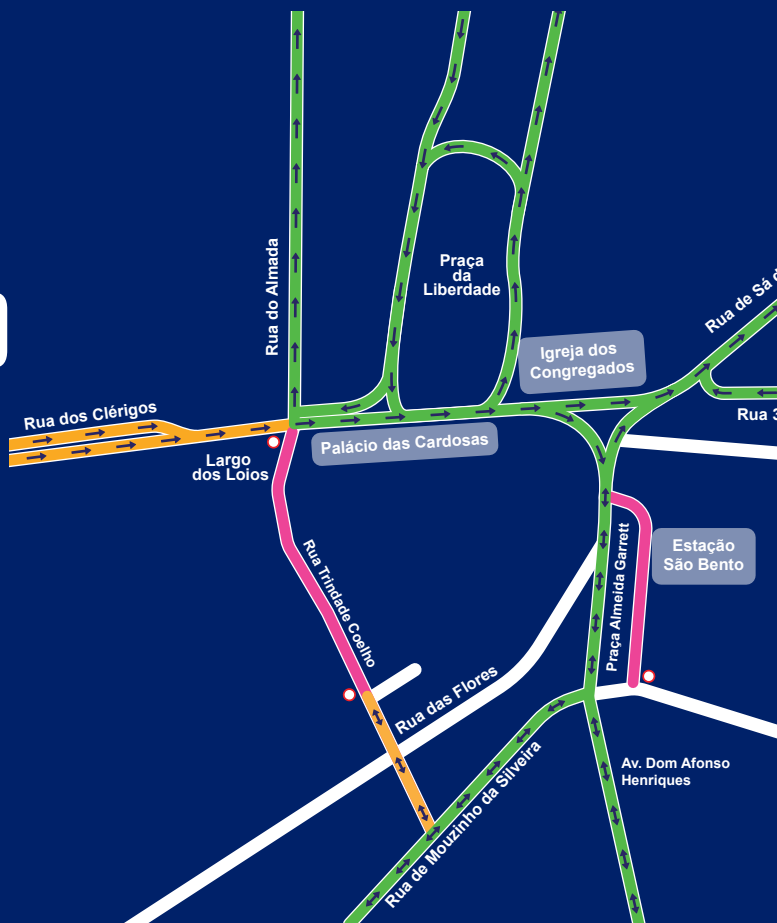 Rua do Almada
Praça
da
Liberdade
Rua de Sá d
Igreja dos
Congregados
Rua dos Clérigos
Rua 3
Palácio das Cardosas
Largo
dos Loios
Rua Trindade Coelho
Praça Almeida Garrett
Estação
São Bento
Rua das Flores
Rua de Mouzinho da Silveira
Av. Dom Afonso
Henriques